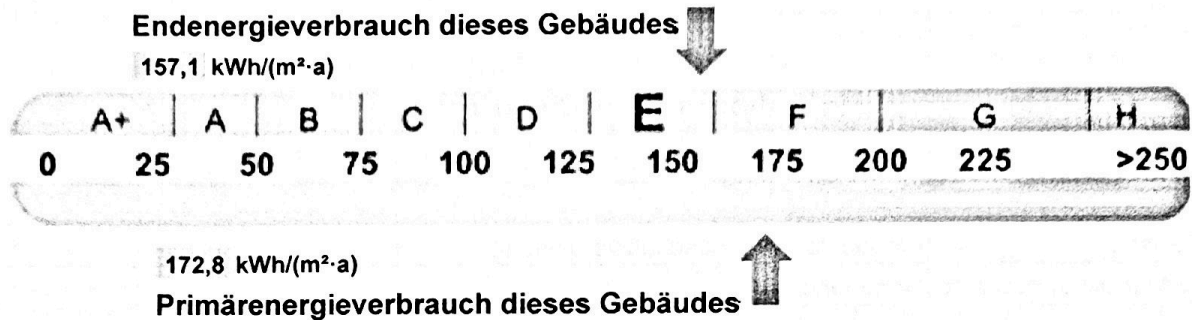 Endenergieverbrauch dieses Gebäudes
157,1 kWh/(m²·a)
A+ | A | B | C | D | E | F | G | H
0 25 50 75 100 125 150 175 200 225 >250
172,8 kWh/(m²·a)
Primärenergieverbrauch dieses Gebäudes